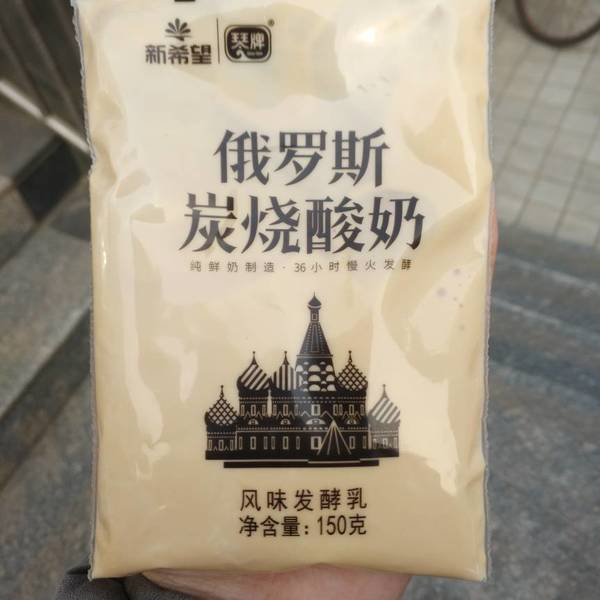 新希望 琴牌
俄罗斯
炭烧酸奶
纯鲜奶制造·36小时慢火发酵
风味发酵乳
净含量：150克